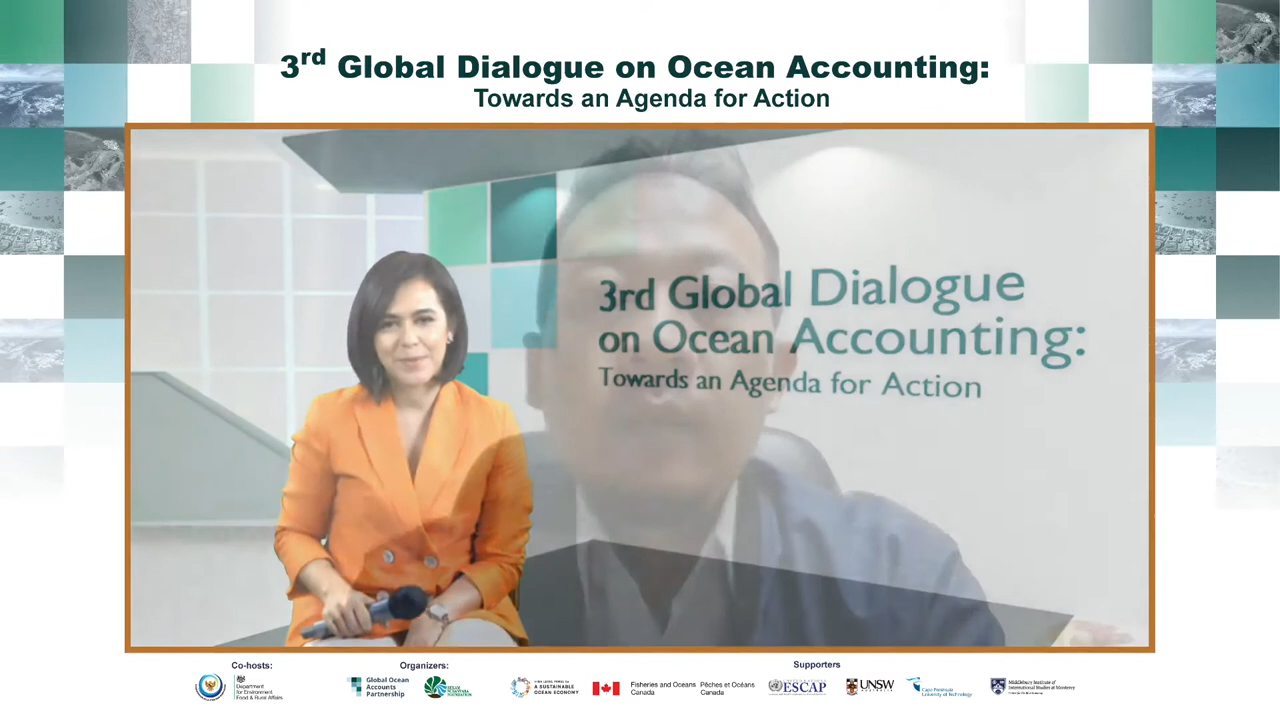 3rd Global Dialogue on Ocean Accounting:
Towards an Agenda for Action
3rd Global Dialogue
on Ocean Accounting:
Towards an Agenda for Action
Co-hosts:
Organizers:
Supporters
Department
for Environment
Food & Rural Affairs
Global Ocean
Accounts
Partnership
A SUSTAINABLE
OCEAN ECONOMY
Fisheries and Oceans
Canada
Pêches et Océans
Canada
ESCAP
UNSW
Cape Peninsula
University of Technology
Middlebury Institute of
International Studies at Monterey